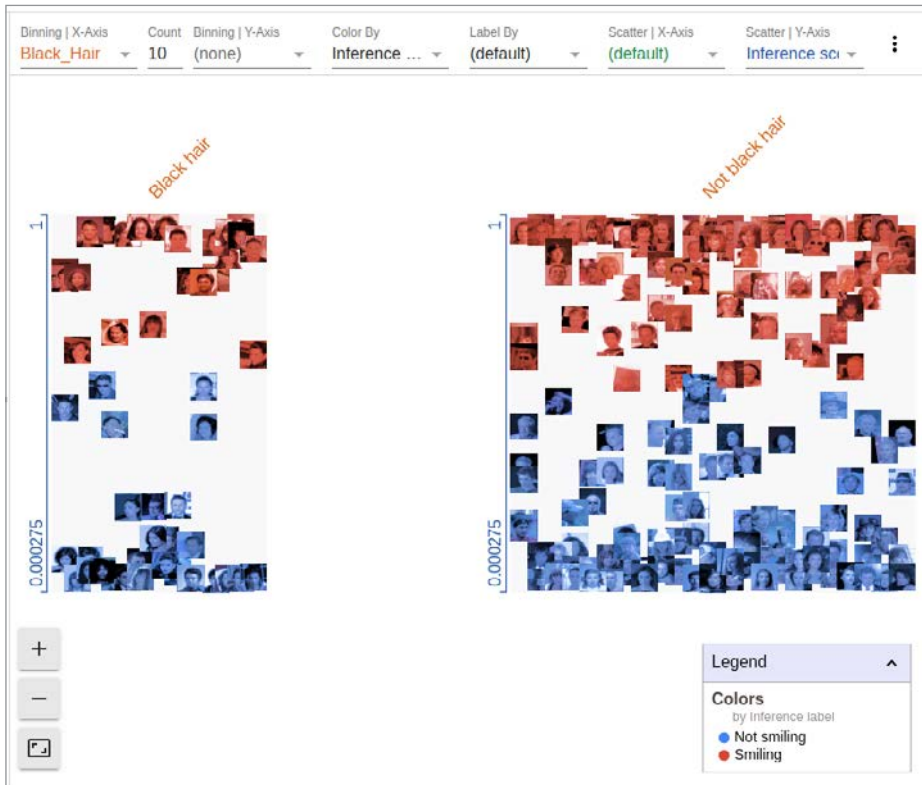 Binning | X-Axis
Black_Hair
Count
10
Binning | Y-Axis
(none)
Color By
Inference ...
Label By
(default)
Scatter | X-Axis
(default)
Scatter | Y-Axis
Inference sco
Black hair
Not black hair
1
0.000275
1
0.000275
+
−
Legend
Colors
by Inference label
Not smiling
Smiling